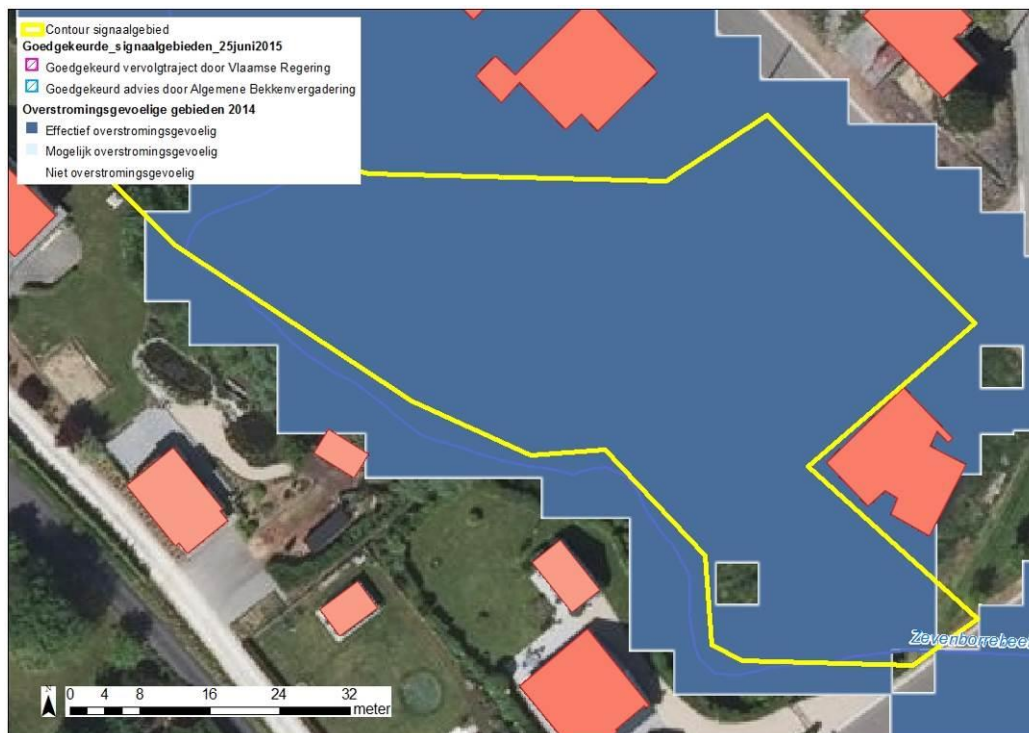 Contour signaalgebied
Goedgekeurde_signaalgebieden_25juni2015
Goedgekeurd vervolgtraject door Vlaamse Regering
Goedgekeurd advies door Algemene Bekkenvergadering
Overstromingsgevoelige gebieden 2014
Effectief overstromingsgevoelig
Mogelijk overstromingsgevoelig
Niet overstromingsgevoelig
Zevenborrebee
N
0 4 8 16 24 32
meter